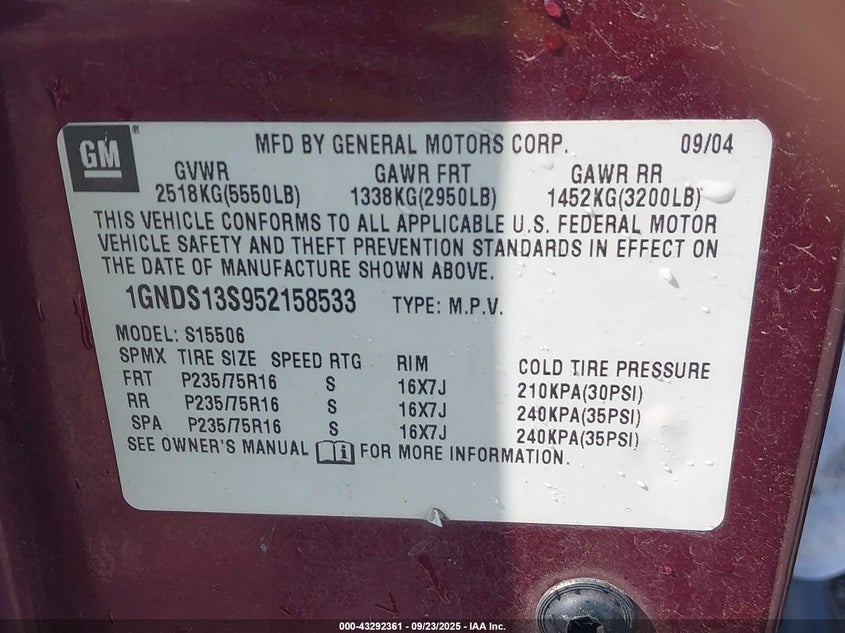 GM ®
MFD BY GENERAL MOTORS CORP. 09/04
GVWR GAWR FRT GAWR RR
2518KG(5550LB) 1338KG(2950LB) 1452KG(3200LB)
THIS VEHICLE CONFORMS TO ALL APPLICABLE U.S. FEDERAL MOTOR
VEHICLE SAFETY AND THEFT PREVENTION STANDARDS IN EFFECT ON
THE DATE OF MANUFACTURE SHOWN ABOVE.
1GNDS13S952158533 TYPE: M.P.V.
MODEL: S15506
SPMX TIRE SIZE SPEED RTG RIM COLD TIRE PRESSURE
FRT P235/75R16 S 16X7J 210KPA(30PSI)
RR P235/75R16 S 16X7J 240KPA(35PSI)
SPA P235/75R16 S 16X7J 240KPA(35PSI)
SEE OWNER'S MANUAL FOR MORE INFORMATION.
000-43292361 - 09/23/2025 - IAA Inc.